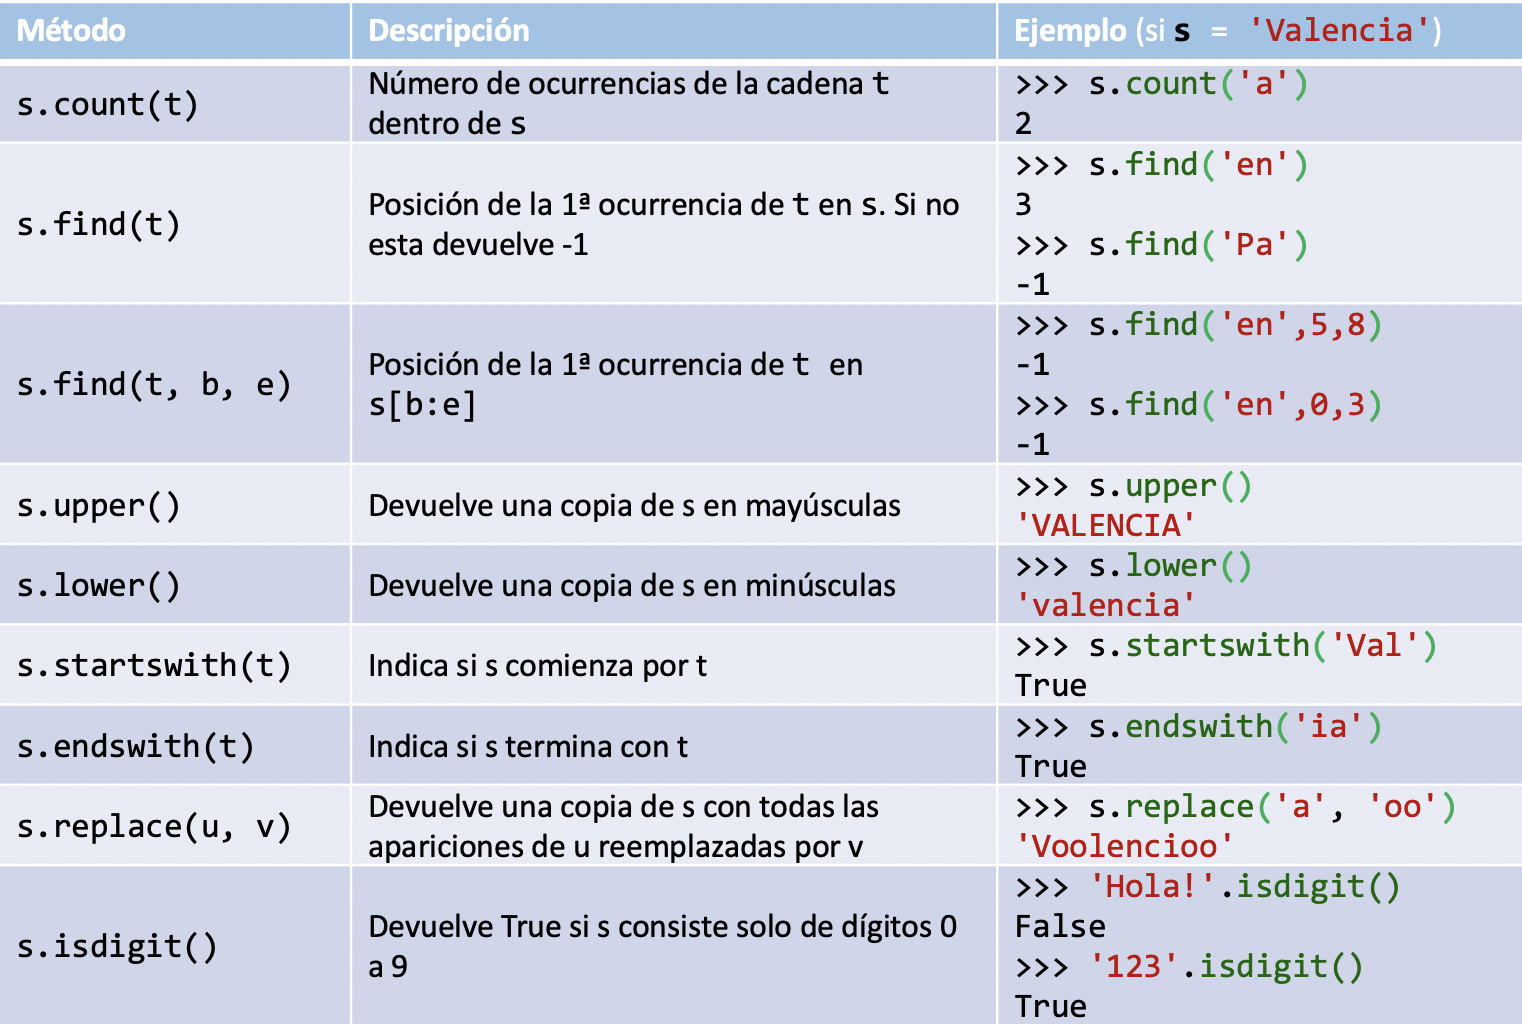 Método
Descripción
Ejemplo (si s = 'Valencia')
s.count(t)
Número de ocurrencias de la cadena t
dentro de s
>>> s.count('a')
2
s.find(t)
Posición de la 1ª ocurrencia de t en s. Si no
esta devuelve -1
>>> s.find('en')
3
>>> s.find('Pa')
-1
s.find(t, b, e)
Posición de la 1ª ocurrencia de t en
s[b:e]
>>> s.find('en',5,8)
-1
>>> s.find('en',0,3)
-1
s.upper()
Devuelve una copia de s en mayúsculas
>>> s.upper()
'VALENCIA'
s.lower()
Devuelve una copia de s en minúsculas
>>> s.lower()
'valencia'
s.startswith(t)
Indica si s comienza por t
>>> s.startswith('Val')
True
s.endswith(t)
Indica si s termina con t
>>> s.endswith('ia')
True
s.replace(u, v)
Devuelve una copia de s con todas las
apariciones de u reemplazadas por v
>>> s.replace('a', 'oo')
'Voolencioo'
s.isdigit()
Devuelve True si s consiste solo de dígitos 0
a 9
>>> 'Hola!'.isdigit()
False
>>> '123'.isdigit()
True